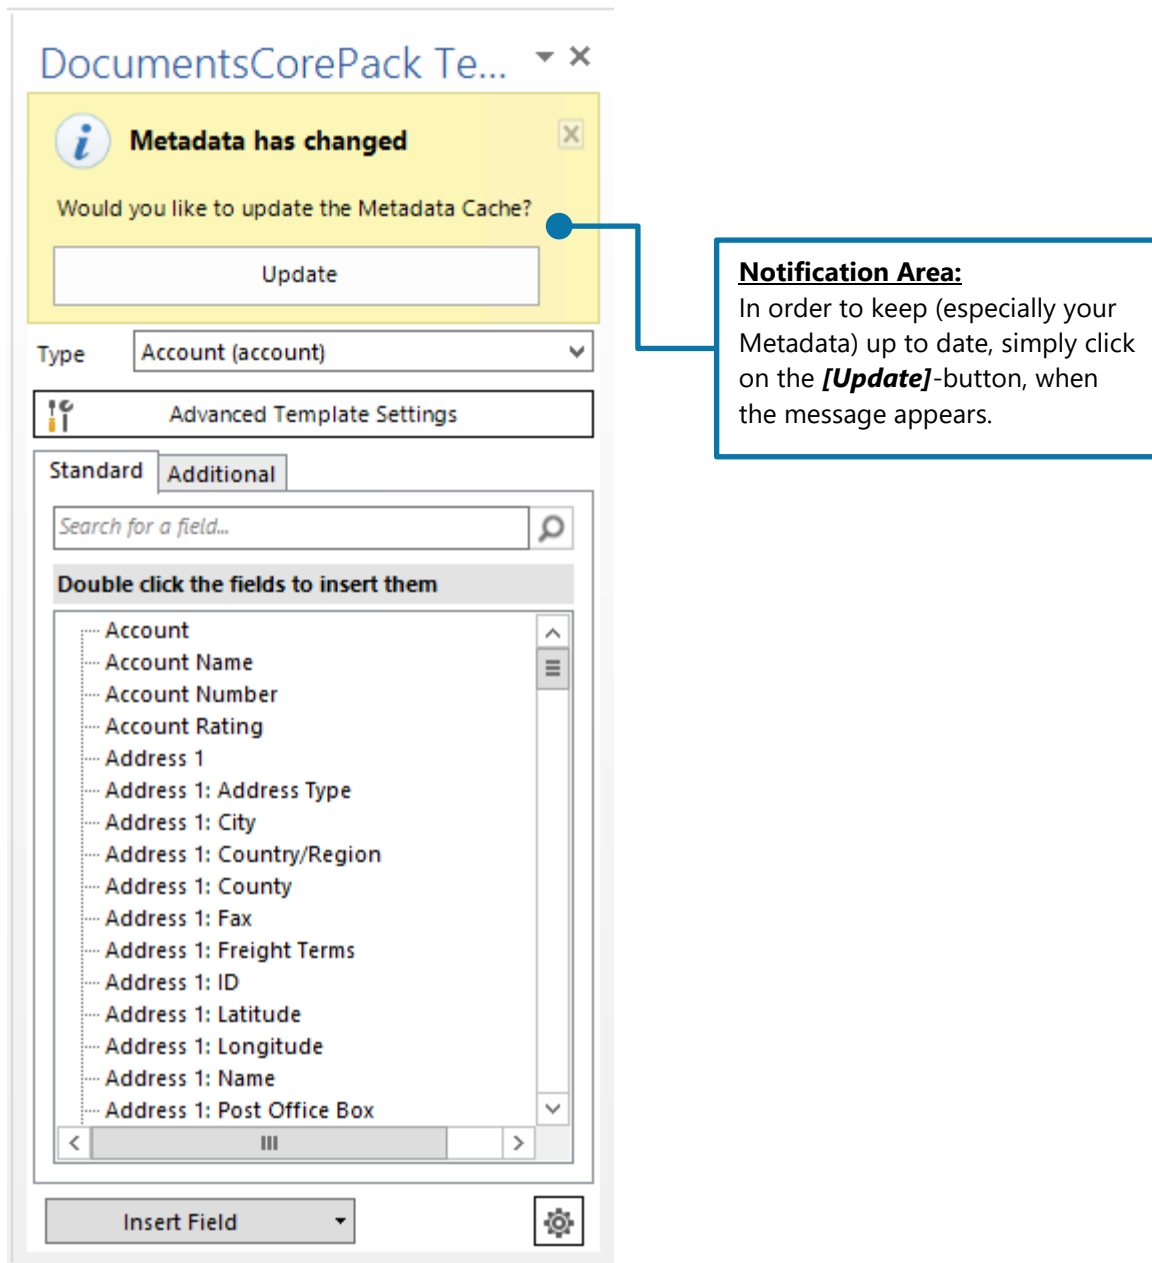 DocumentsCorePack Te...
Metadata has changed
Would you like to update the Metadata Cache?
Update
Notification Area:
In order to keep (especially your
Metadata) up to date, simply click
on the [Update]-button, when
the message appears.
Type Account (account)
Advanced Template Settings
Standard Additional
Search for a field...
Double click the fields to insert them
Account
Account Name
Account Number
Account Rating
Address 1
Address 1: Address Type
Address 1: City
Address 1: Country/Region
Address 1: County
Address 1: Fax
Address 1: Freight Terms
Address 1: ID
Address 1: Latitude
Address 1: Longitude
Address 1: Name
Address 1: Post Office Box
Insert Field